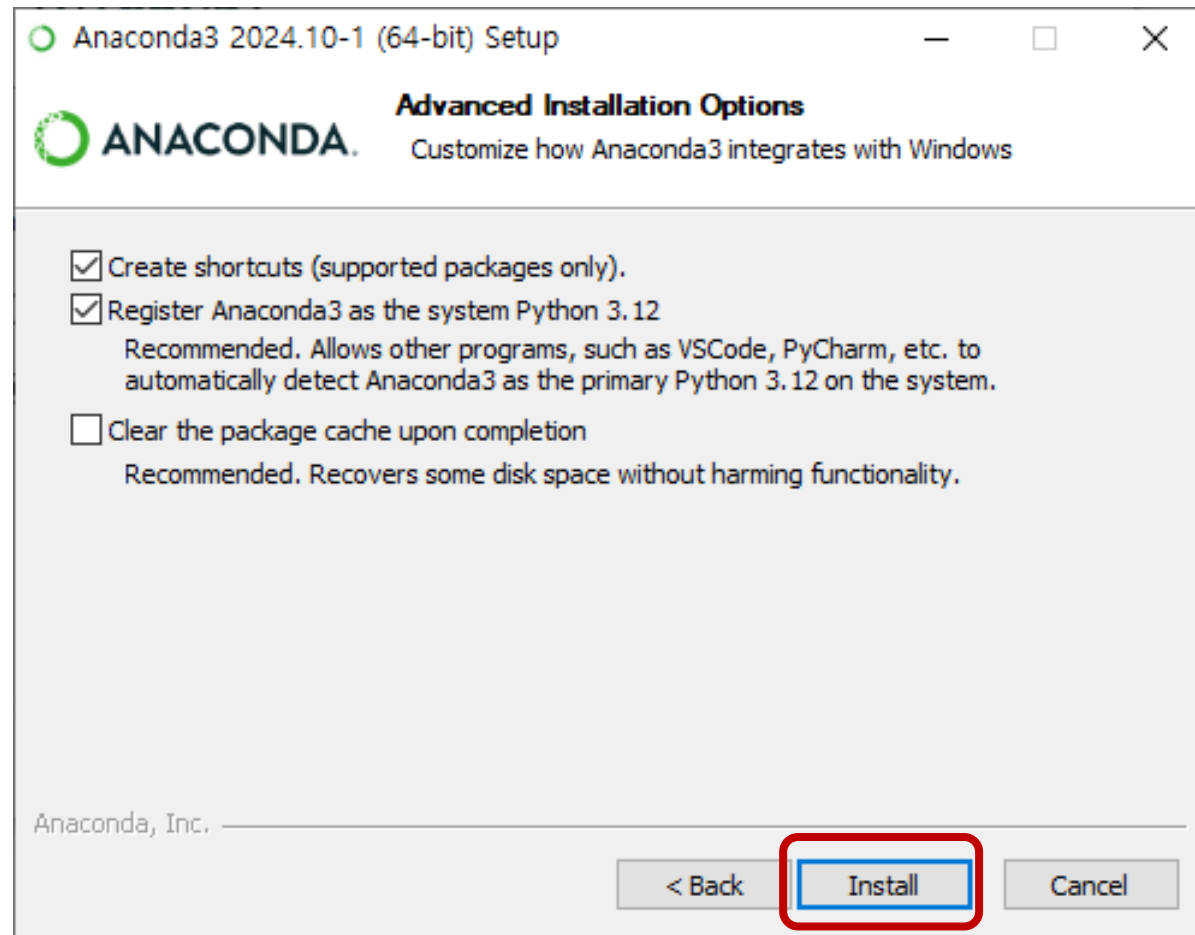 Anaconda3 2024.10-1 (64-bit) Setup
ANACONDA.
Advanced Installation Options
Customize how Anaconda3 integrates with Windows
Create shortcuts (supported packages only).
Register Anaconda3 as the system Python 3.12
Recommended. Allows other programs, such as VSCode, PyCharm, etc. to
automatically detect Anaconda3 as the primary Python 3.12 on the system.
Clear the package cache upon completion
Recommended. Recovers some disk space without harming functionality.
Anaconda, Inc.
< Back
Install
Cancel